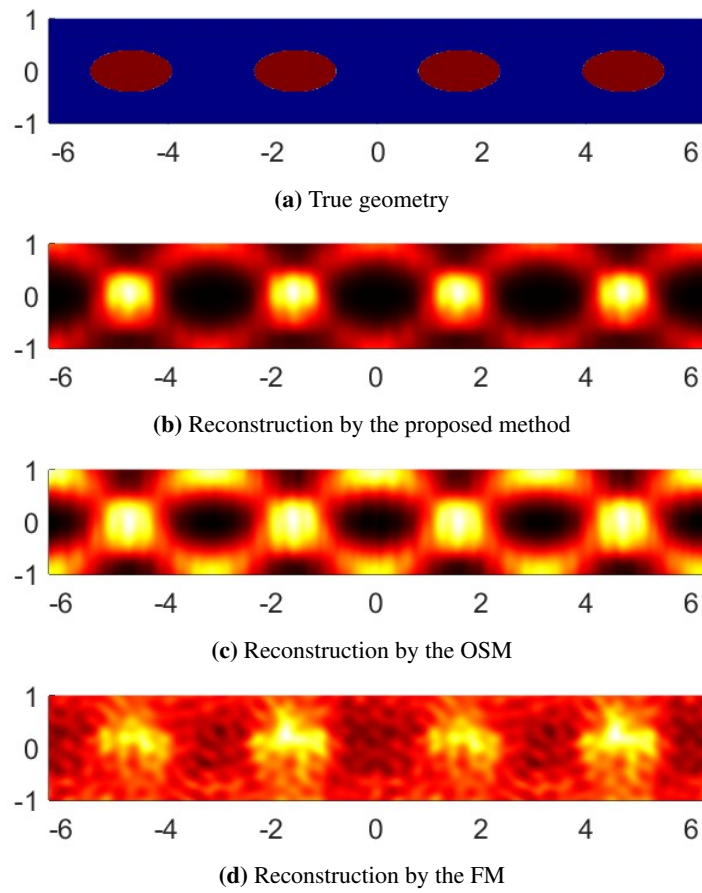 1
0
-1
-6 -4 -2 0 2 4 6
(a) True geometry
1
0
-1
-6 -4 -2 0 2 4 6
(b) Reconstruction by the proposed method
1
0
-1
-6 -4 -2 0 2 4 6
(c) Reconstruction by the OSM
1
0
-1
-6 -4 -2 0 2 4 6
(d) Reconstruction by the FM